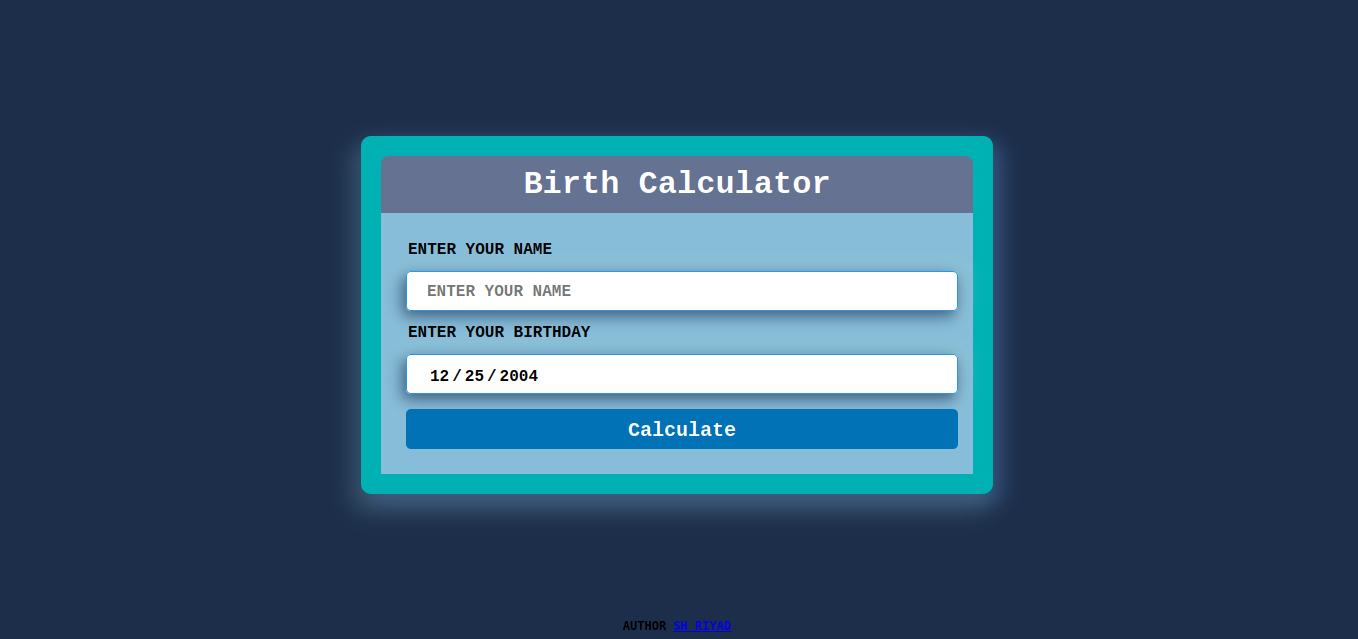 Birth Calculator
ENTER YOUR NAME
ENTER YOUR NAME
ENTER YOUR BIRTHDAY
12/25/2004
Calculate
AUTHOR SH RIYAD